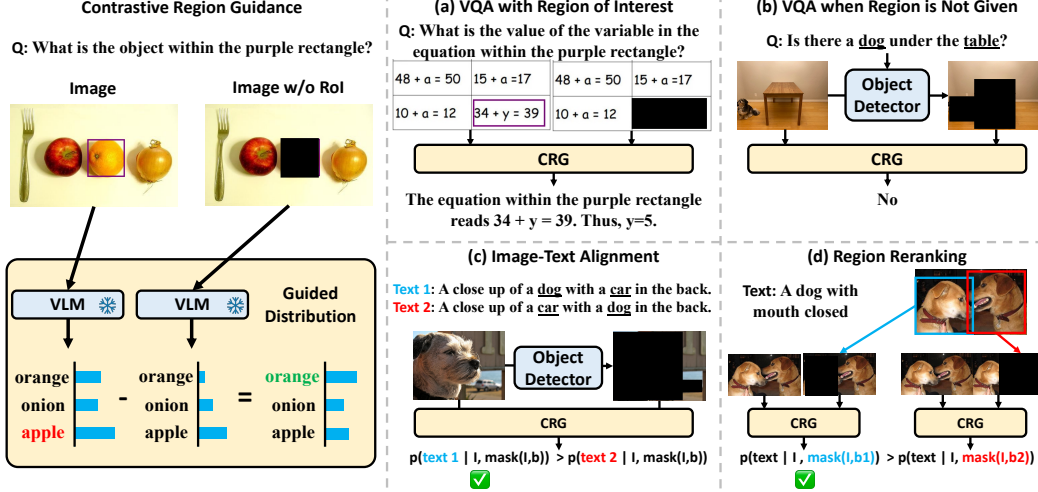 Contrastive Region Guidance
Q: What is the object within the purple rectangle?
Image
Image w/o RoI
VLM
VLM
Guided
Distribution
orange
onion
apple
-
orange
onion
apple
=
orange
onion
apple
(a) VQA with Region of Interest
Q: What is the value of the variable in the
equation within the purple rectangle?
48 + a = 50
15 + a =17
48 + a = 50
15 + a =17
10 + a = 12
34 + y = 39
10 + a = 12
CRG
The equation within the purple rectangle
reads 34 + y = 39. Thus, y=5.
(b) VQA when Region is Not Given
Q: Is there a dog under the table?
Object
Detector
CRG
No
(c) Image-Text Alignment
Text 1: A close up of a dog with a car in the back.
Text 2: A close up of a car with a dog in the back.
Object
Detector
CRG
p(text 1 | I, mask(I,b)) > p(text 2 | I, mask(I,b))
(d) Region Reranking
Text: A dog with
mouth closed
CRG
CRG
p(text | I , mask(I,b1)) > p(text | I, mask(I,b2))